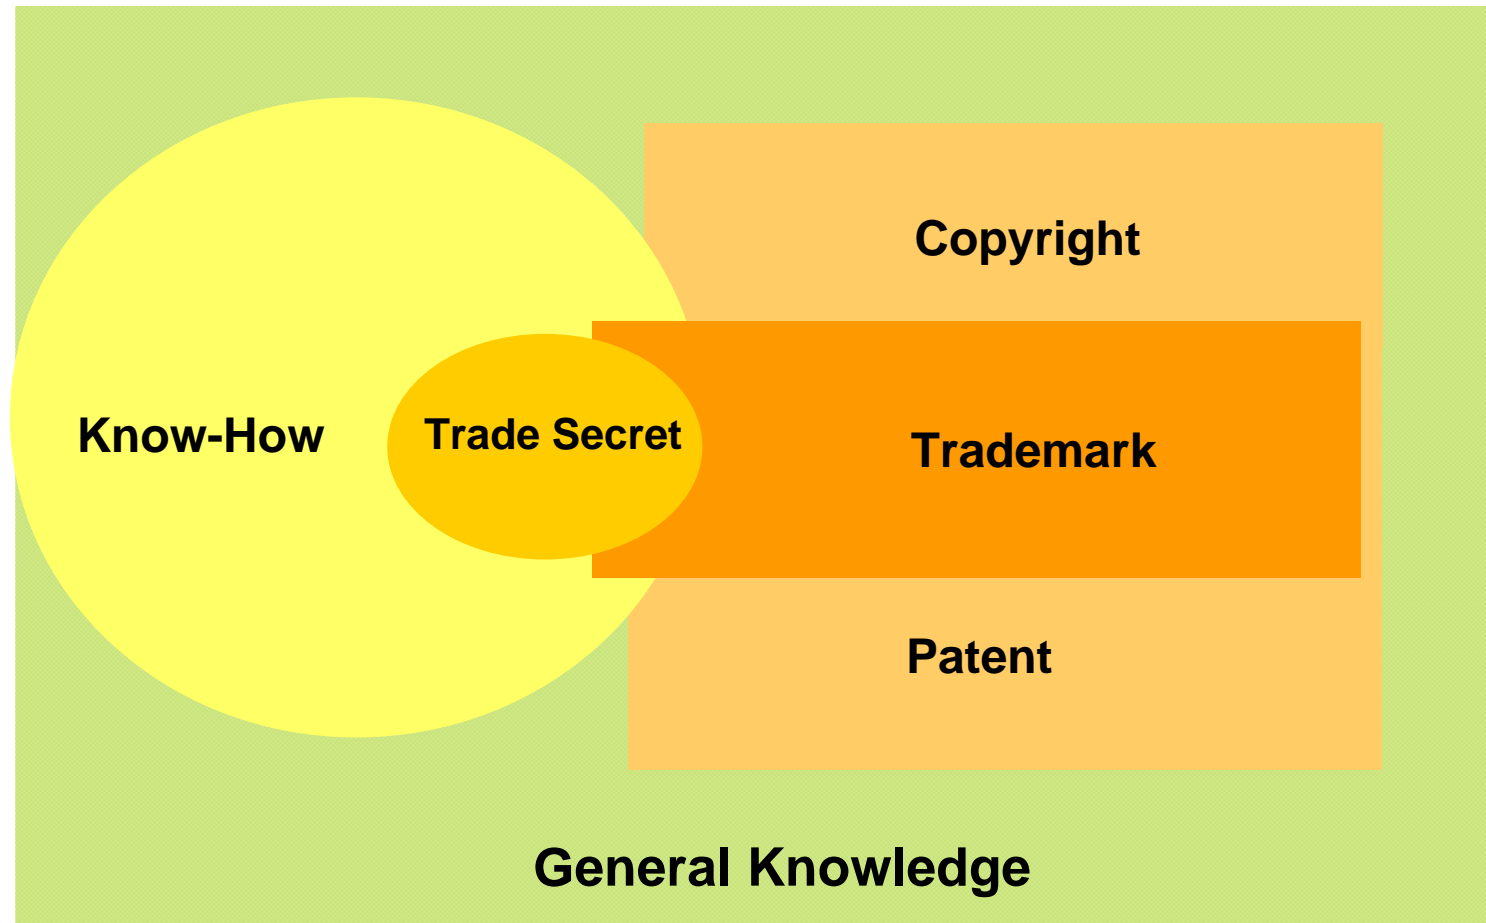 Copyright
Know-How
Trade Secret
Trademark
Patent
General Knowledge